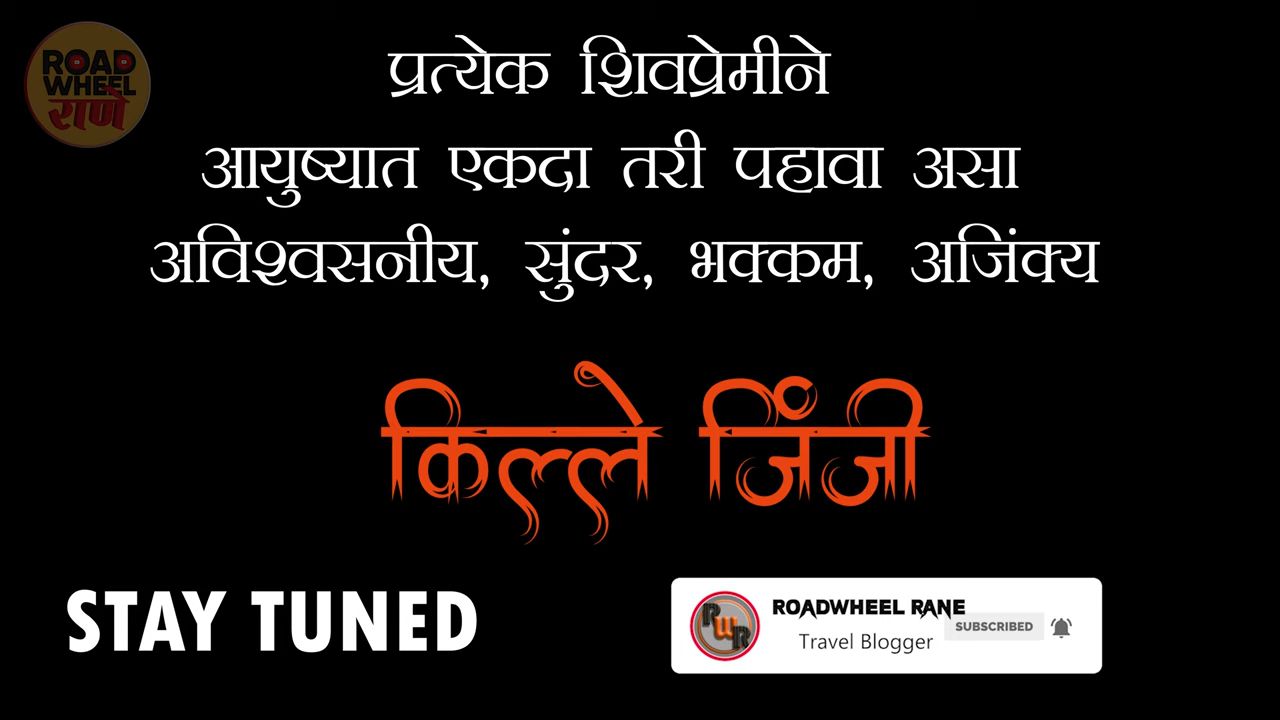 ROAD
WHEEL
राणे
प्रत्येक शिवप्रेमीने
आयुष्यात एकदा तरी पहावा असा
अविश्वसनीय, सुंदर, भक्कम, अजिंक्य
किल्ले जिंजी
STAY TUNED
RWR
ROADWHEEL RANE
SUBSCRIBED
Travel Blogger